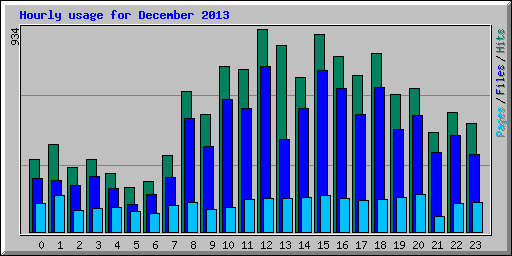 Hourly usage for December 2013
934
Pages/Files/Hits
0 1 2 3 4 5 6 7 8 9 10 11 12 13 14 15 16 17 18 19 20 21 22 23